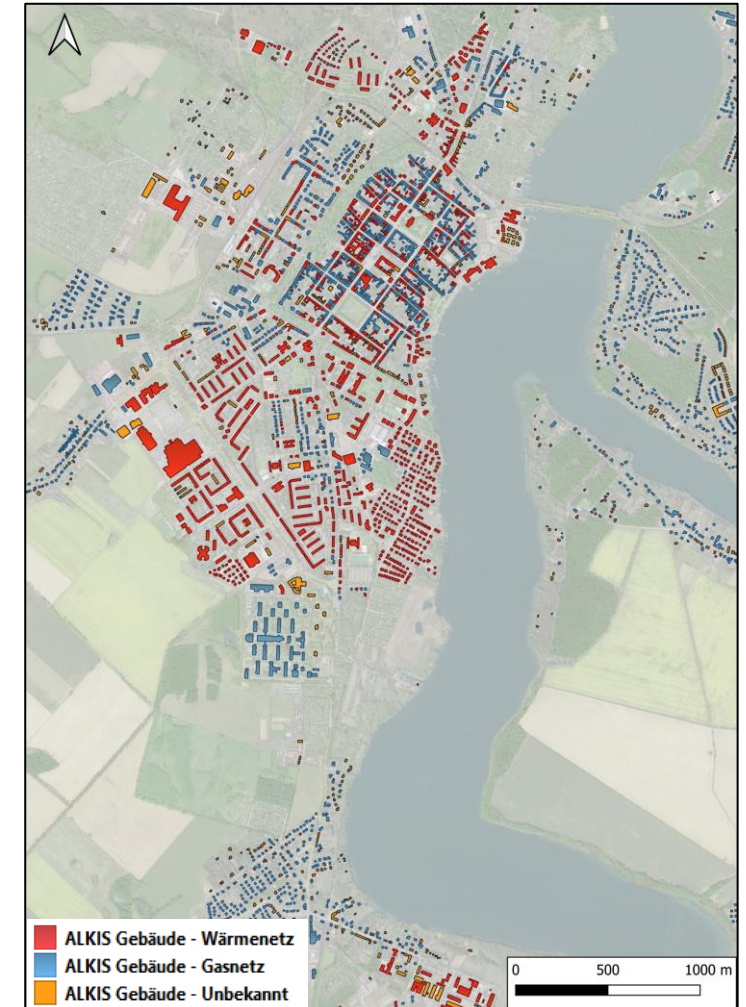 ALKIS Gebäude - Wärmenetz
ALKIS Gebäude - Gasnetz
ALKIS Gebäude - Unbekannt
0 500 1000 m